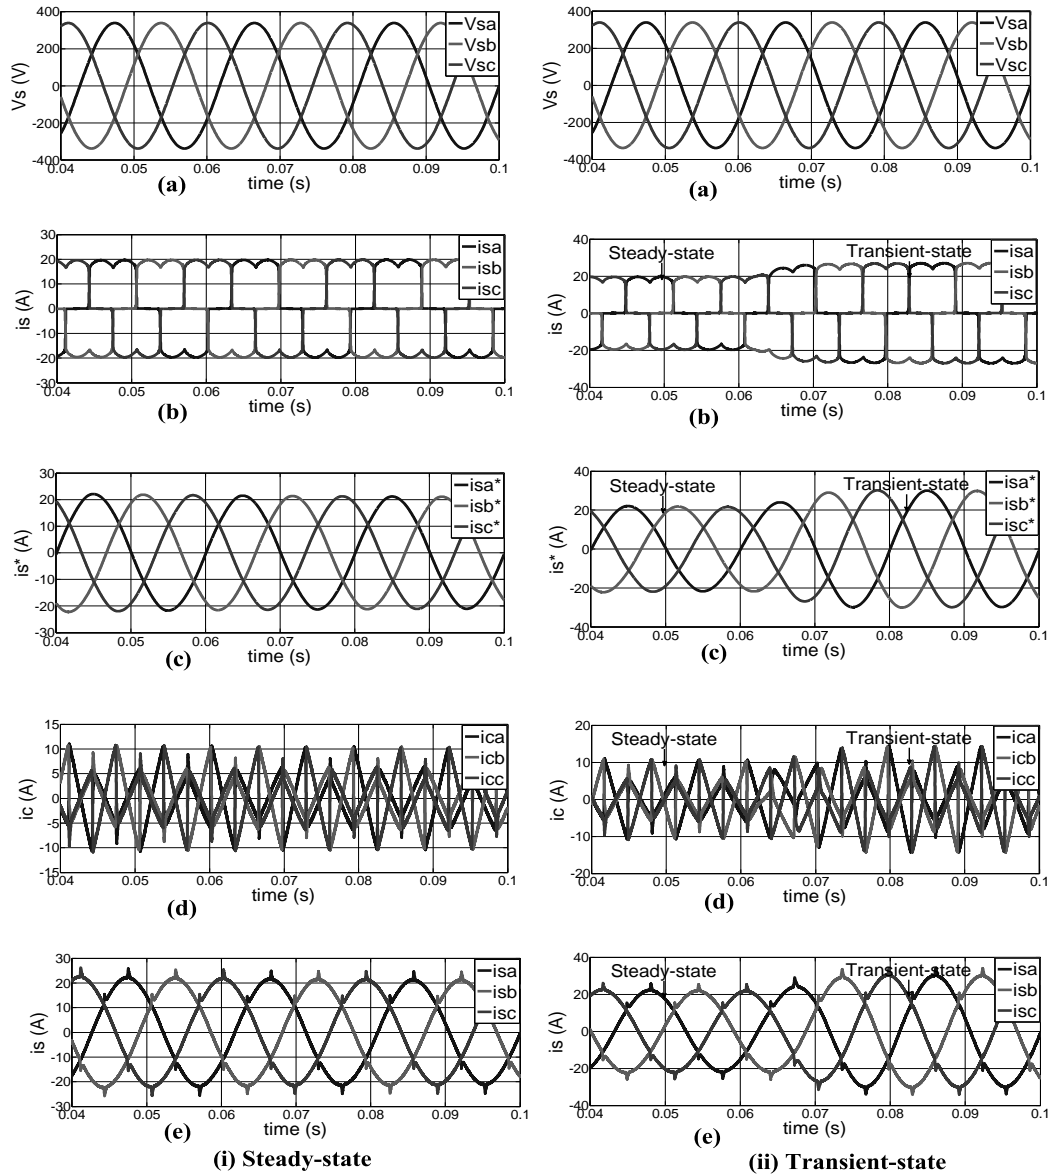 400
200
0
-200
-400
Vs (V)
Vsa
Vsb
Vsc
0.04 0.05 0.06 0.07 0.08 0.09 0.1
time (s)
(a)
400
200
0
-200
-400
Vs (V)
Vsa
Vsb
Vsc
0.04 0.05 0.06 0.07 0.08 0.09 0.1
time (s)
(a)
30
20
10
0
-10
-20
-30
is (A)
isa
isb
isc
0.04 0.05 0.06 0.07 0.08 0.09 0.1
time (s)
(b)
40
20
0
-20
-40
is (A)
Steady-state
Transient-state
isa
isb
isc
0.04 0.05 0.06 0.07 0.08 0.09 0.1
time (s)
(b)
30
20
10
0
-10
-20
-30
is* (A)
isa*
isb*
isc*
0.04 0.05 0.06 0.07 0.08 0.09 0.1
time (s)
(c)
40
20
0
-20
-40
is* (A)
Steady-state
Transient-state
isa*
isb*
isc*
0.04 0.05 0.06 0.07 0.08 0.09 0.1
time (s)
(c)
15
10
5
0
-5
-10
-15
ic (A)
ica
icb
icc
0.04 0.05 0.06 0.07 0.08 0.09 0.1
time (s)
(d)
20
10
0
-10
-20
ic (A)
Steady-state
Transient-state
ica
icb
icc
0.04 0.05 0.06 0.07 0.08 0.09 0.1
time (s)
(d)
30
20
10
0
-10
-20
-30
is (A)
isa
isb
isc
0.04 0.05 0.06 0.07 0.08 0.09 0.1
time (s)
(e)
(i) Steady-state
40
20
0
-20
-40
is (A)
Steady-state
Transient-state
isa
isb
isc
0.04 0.05 0.06 0.07 0.08 0.09 0.1
time (s)
(e)
(ii) Transient-state